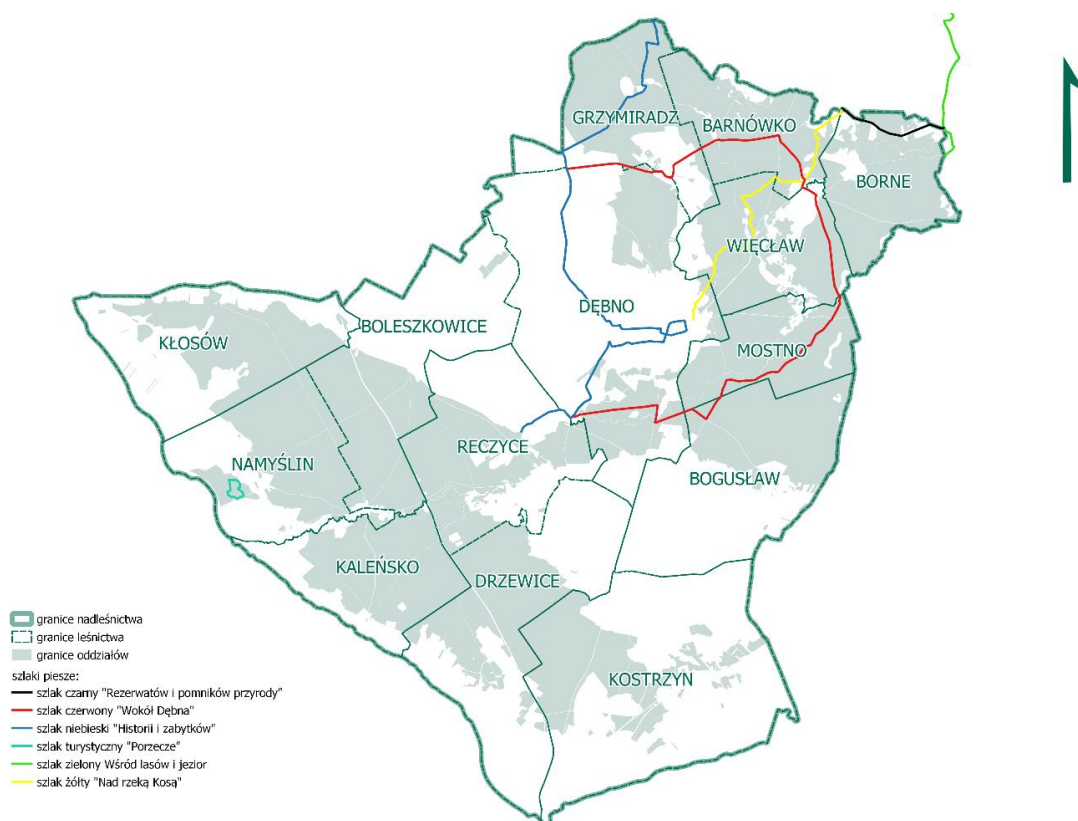 GRZYMIRADZ
BARNÓWKO
BORNE
WIĘCŁAW
DĘBNO
BOLESZKOWICE
KŁOSÓW
MOSTNO
RECZYCE
NAMYŚLIN
BOGUSŁAW
KALEŃSKO
DRZEWICE
KOSTRZYN
granice nadleśnictwa
granice leśnictwa
granice oddziałów
szlaki piesze:
szlak czarny "Rezerwatów i pomników przyrody"
szlak czerwony "Wokół Dębna"
szlak niebieski "Historii i zabytków"
szlak turystyczny "Porzecze"
szlak zielony Wśród lasów i jezior
szlak żółty "Nad rzeką Kosą"